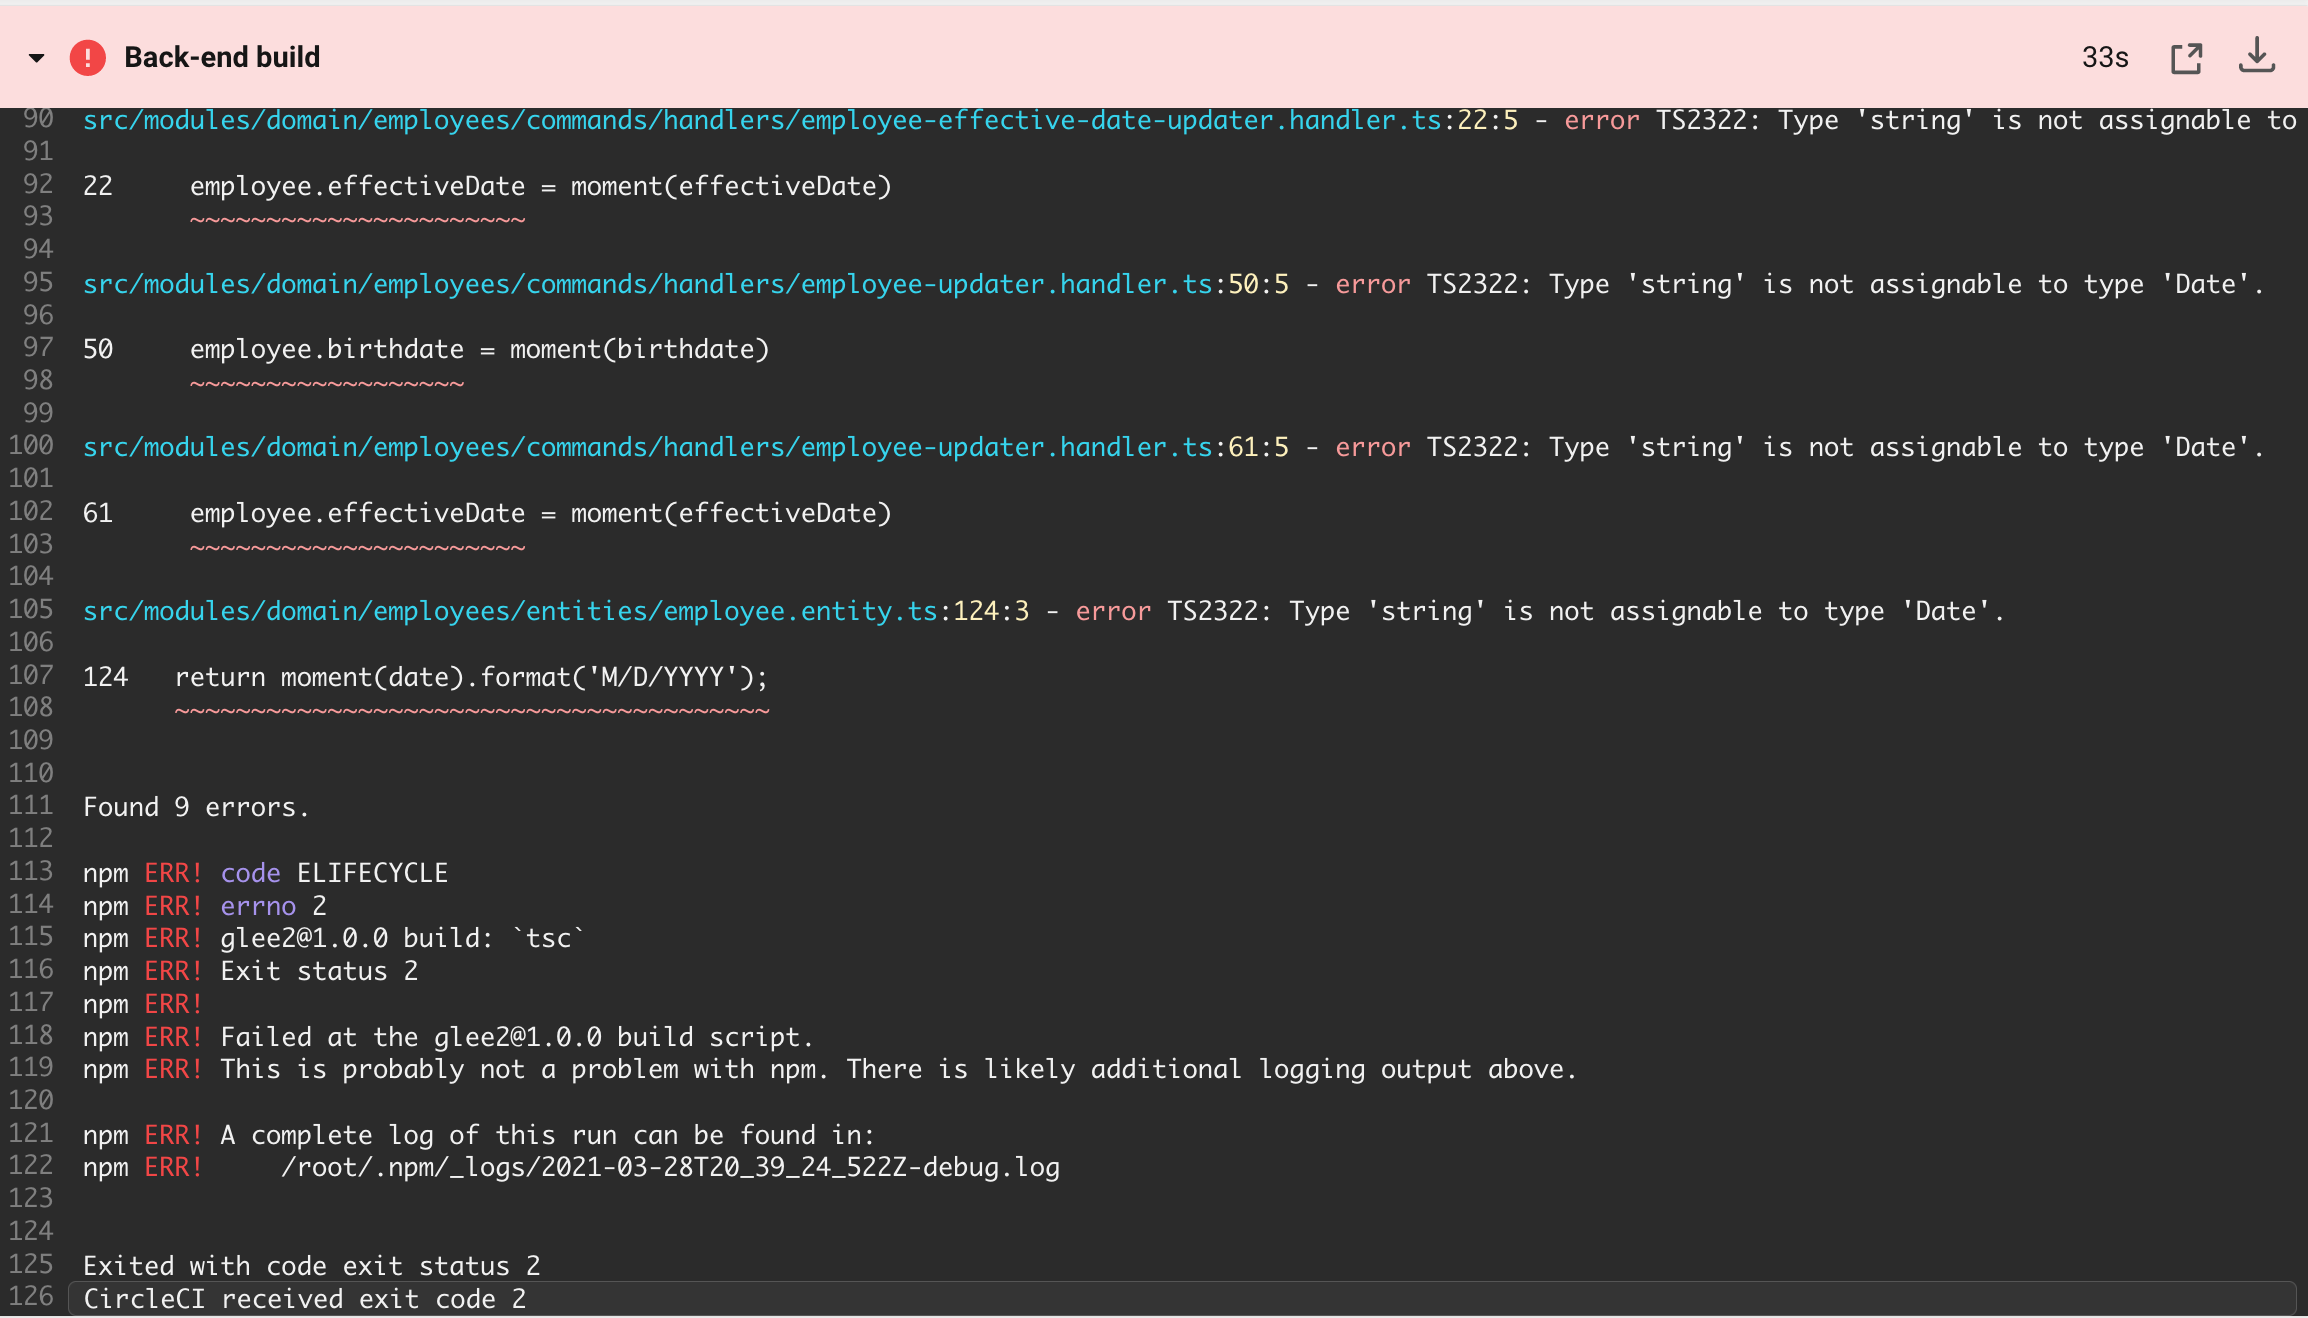 Back-end build 33s
90 src/modules/domain/employees/commands/handlers/employee-effective-date-updater.handler.ts:22:5 - error TS2322: Type 'string' is not assignable to
91
92 22     employee.effectiveDate = moment(effectiveDate)
93        ~~~~~~~~~~~~~~~~~~~~~~
94
95 src/modules/domain/employees/commands/handlers/employee-updater.handler.ts:50:5 - error TS2322: Type 'string' is not assignable to type 'Date'.
96
97 50     employee.birthdate = moment(birthdate)
98        ~~~~~~~~~~~~~~~~~~
99
100 src/modules/domain/employees/commands/handlers/employee-updater.handler.ts:61:5 - error TS2322: Type 'string' is not assignable to type 'Date'.
101
102 61     employee.effectiveDate = moment(effectiveDate)
103        ~~~~~~~~~~~~~~~~~~~~~~
104
105 src/modules/domain/employees/entities/employee.entity.ts:124:3 - error TS2322: Type 'string' is not assignable to type 'Date'.
106
107 124   return moment(date).format('M/D/YYYY');
108       ~~~~~~~~~~~~~~~~~~~~~~~~~~~~~~~~~~~~~~~
109
110
111 Found 9 errors.
112
113 npm ERR! code ELIFECYCLE
114 npm ERR! errno 2
115 npm ERR! glee2@1.0.0 build: `tsc`
116 npm ERR! Exit status 2
117 npm ERR!
118 npm ERR! Failed at the glee2@1.0.0 build script.
119 npm ERR! This is probably not a problem with npm. There is likely additional logging output above.
120
121 npm ERR! A complete log of this run can be found in:
122 npm ERR!     /root/.npm/_logs/2021-03-28T20_39_24_522Z-debug.log
123
124
125 Exited with code exit status 2
126 CircleCI received exit code 2